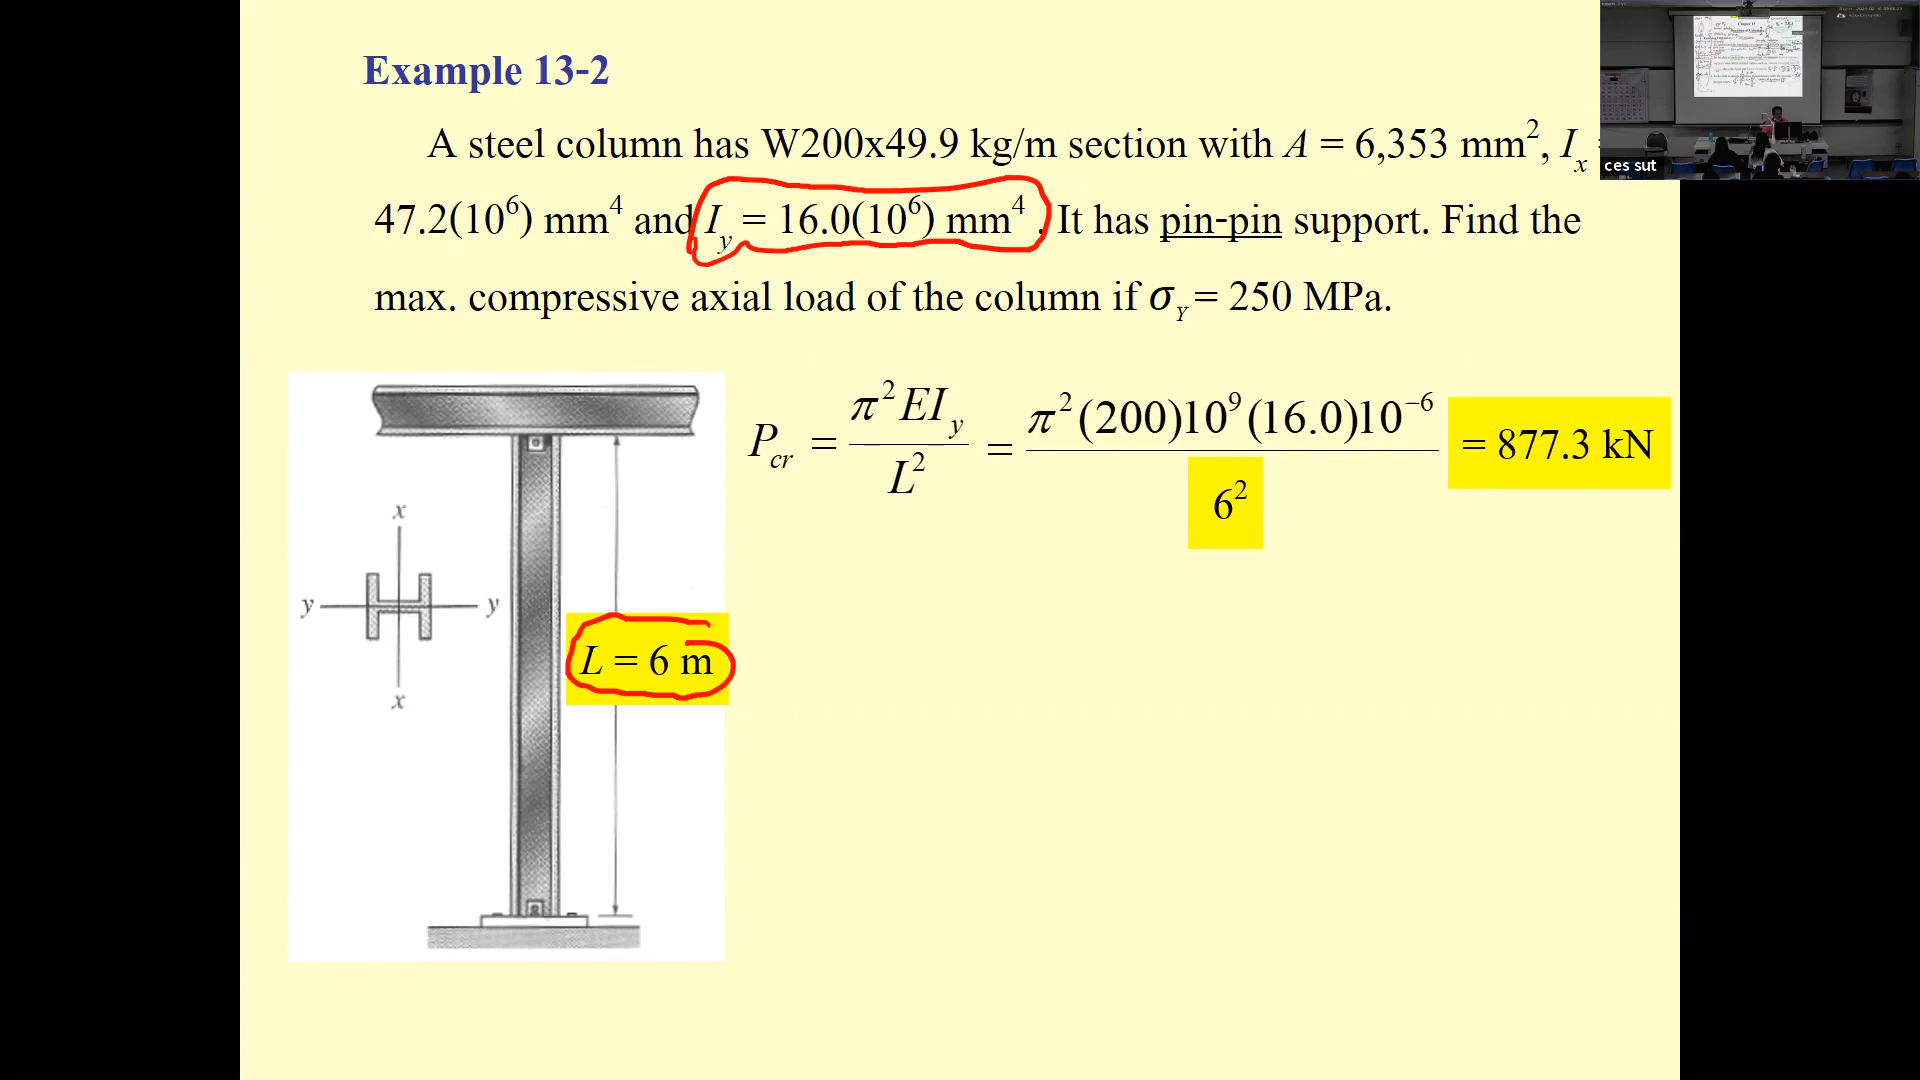 Example 13-2
A steel column has W200x49.9 kg/m section with A = 6,353 mm², Iₓ
47.2(10⁶) mm⁴ and I_y = 16.0(10⁶) mm⁴ . It has pin-pin support. Find the
max. compressive axial load of the column if σ_Y = 250 MPa.
ces sut
P_cr = π²EI_y / L² = π²(200)10⁹(16.0)10⁻⁶ / 6² = 877.3 kN
x
y y
x
L = 6 m